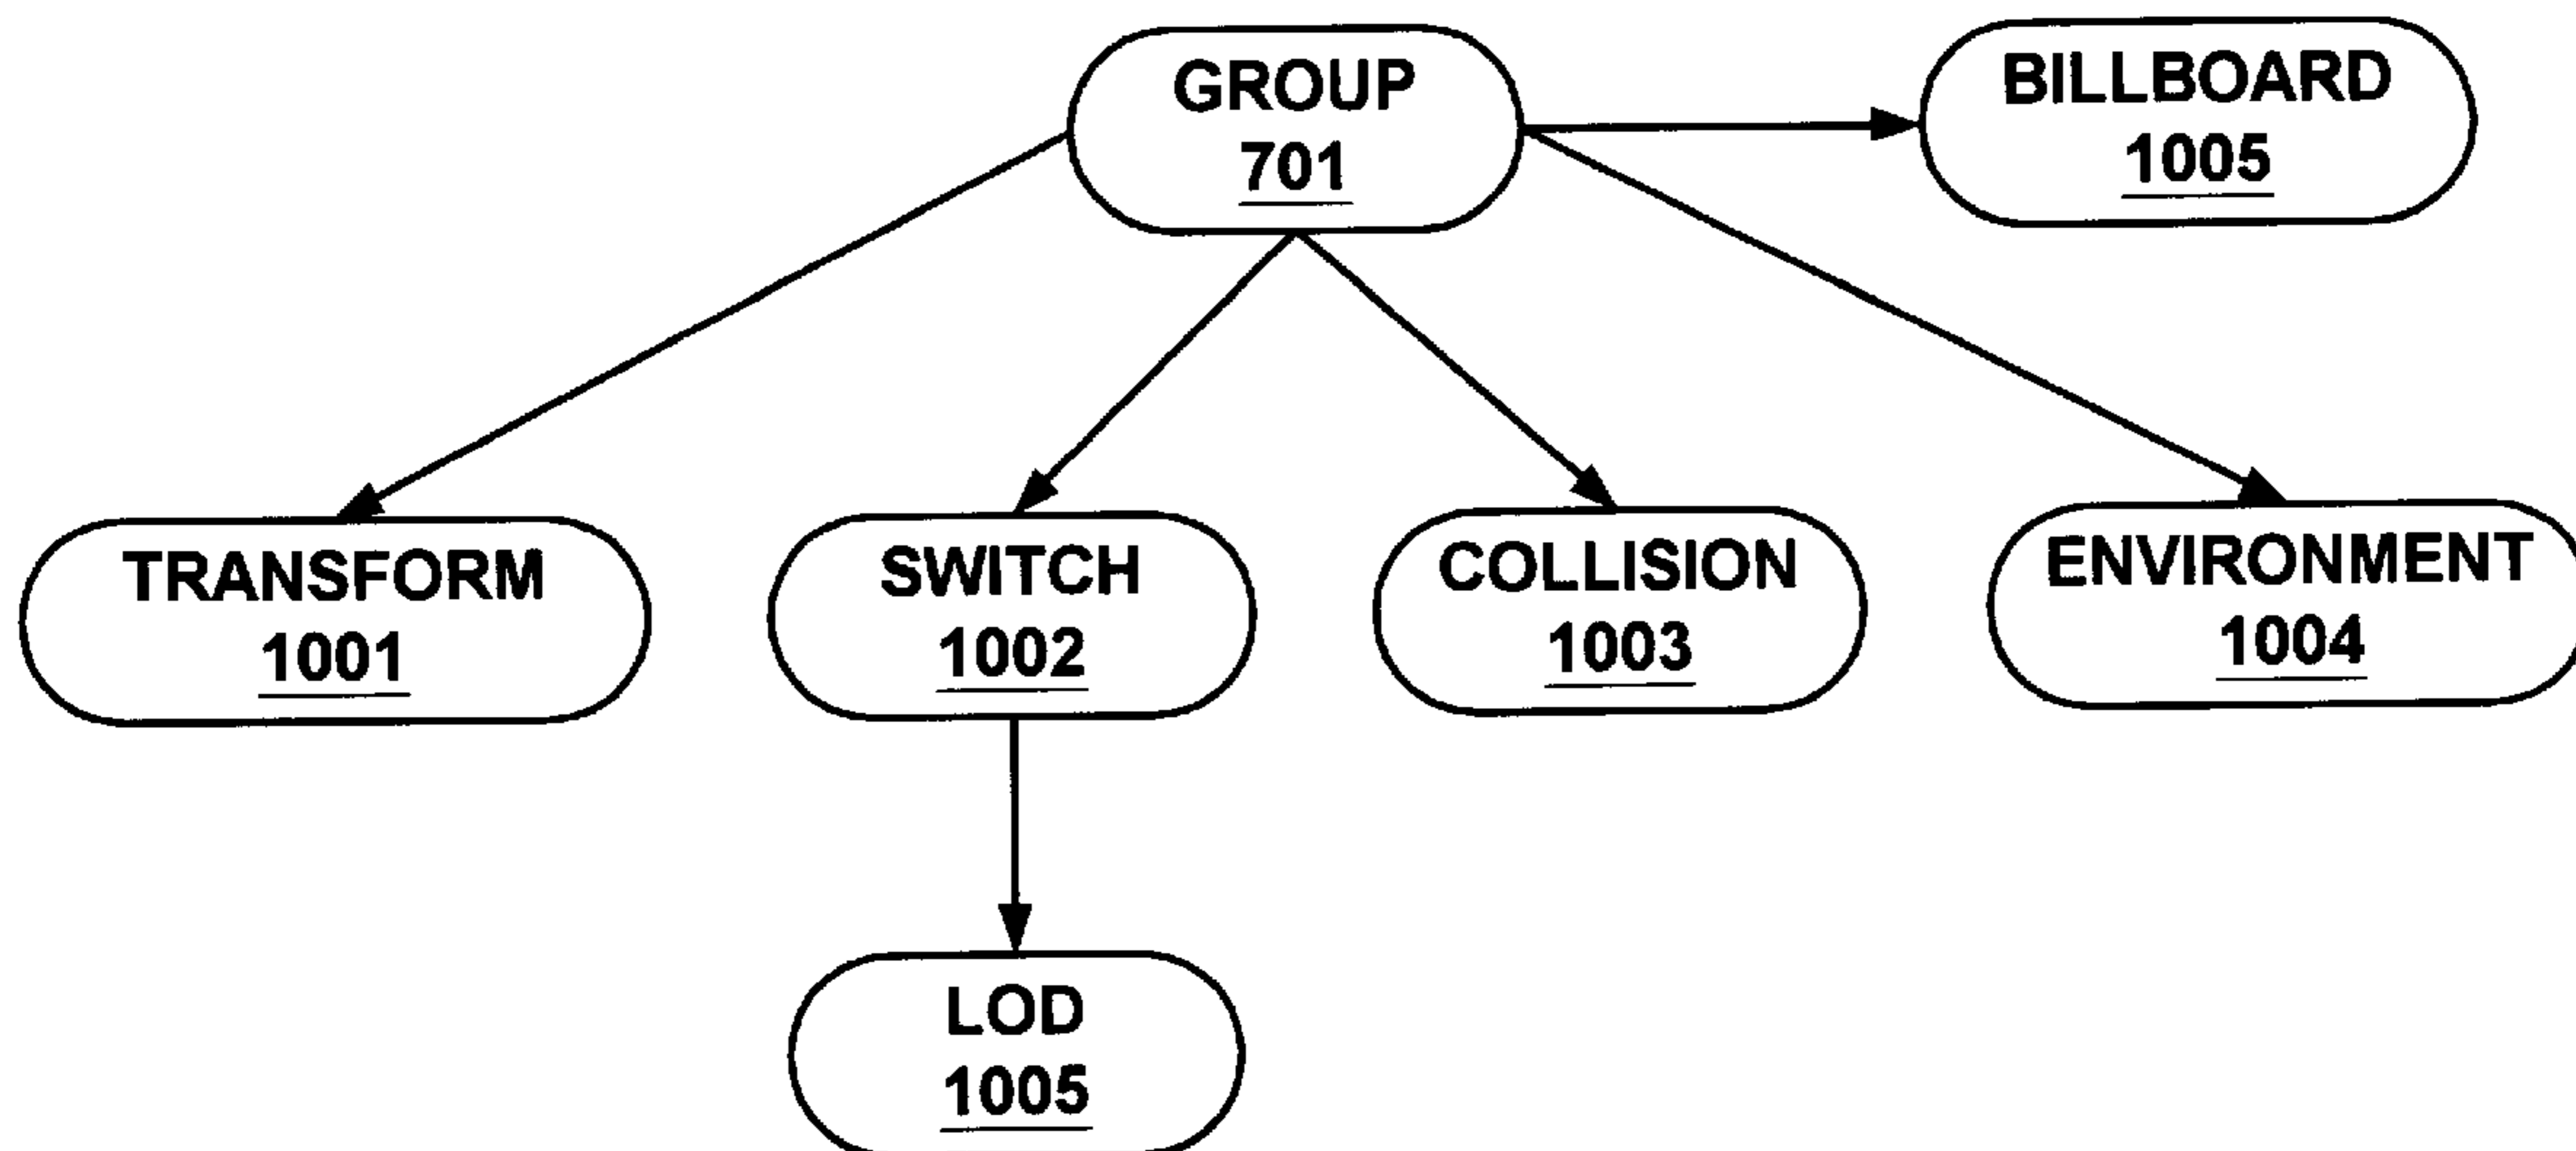 GROUP
701
BILLBOARD
1005
TRANSFORM
1001
SWITCH
1002
COLLISION
1003
ENVIRONMENT
1004
LOD
1005